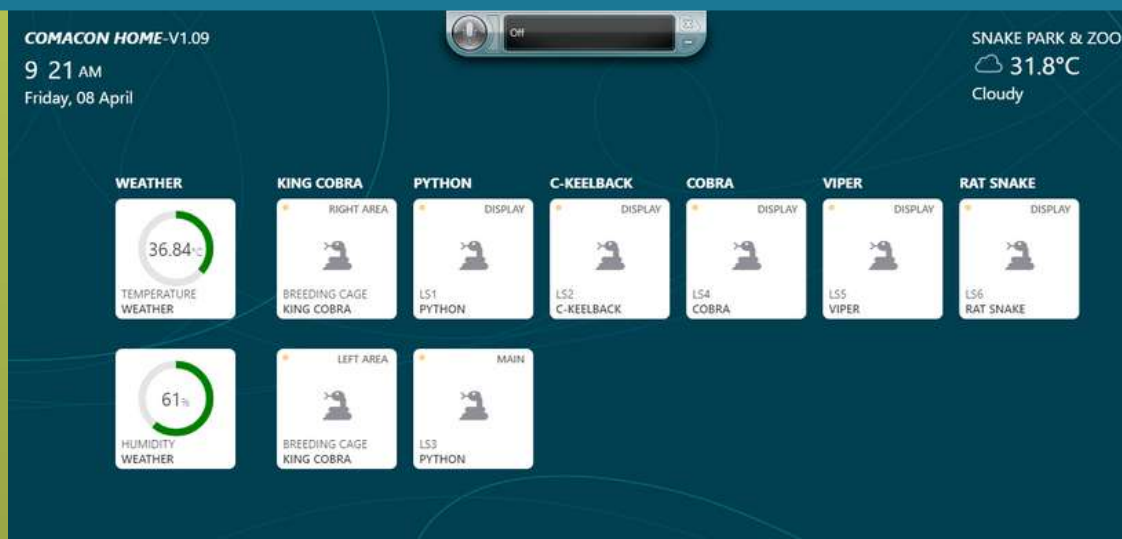 COMACON HOME-V1.09
9 21 AM
Friday, 08 April
Off
SNAKE PARK & ZOO
31.8°C
Cloudy
WEATHER
36.84°C
TEMPERATURE
WEATHER
61%
HUMIDITY
WEATHER
KING COBRA
RIGHT AREA
BREEDING CAGE
KING COBRA
LEFT AREA
BREEDING CAGE
KING COBRA
PYTHON
DISPLAY
LS1
PYTHON
MAIN
LS3
PYTHON
C-KEELBACK
DISPLAY
LS2
C-KEELBACK
COBRA
DISPLAY
LS4
COBRA
VIPER
DISPLAY
LS5
VIPER
RAT SNAKE
DISPLAY
LS6
RAT SNAKE